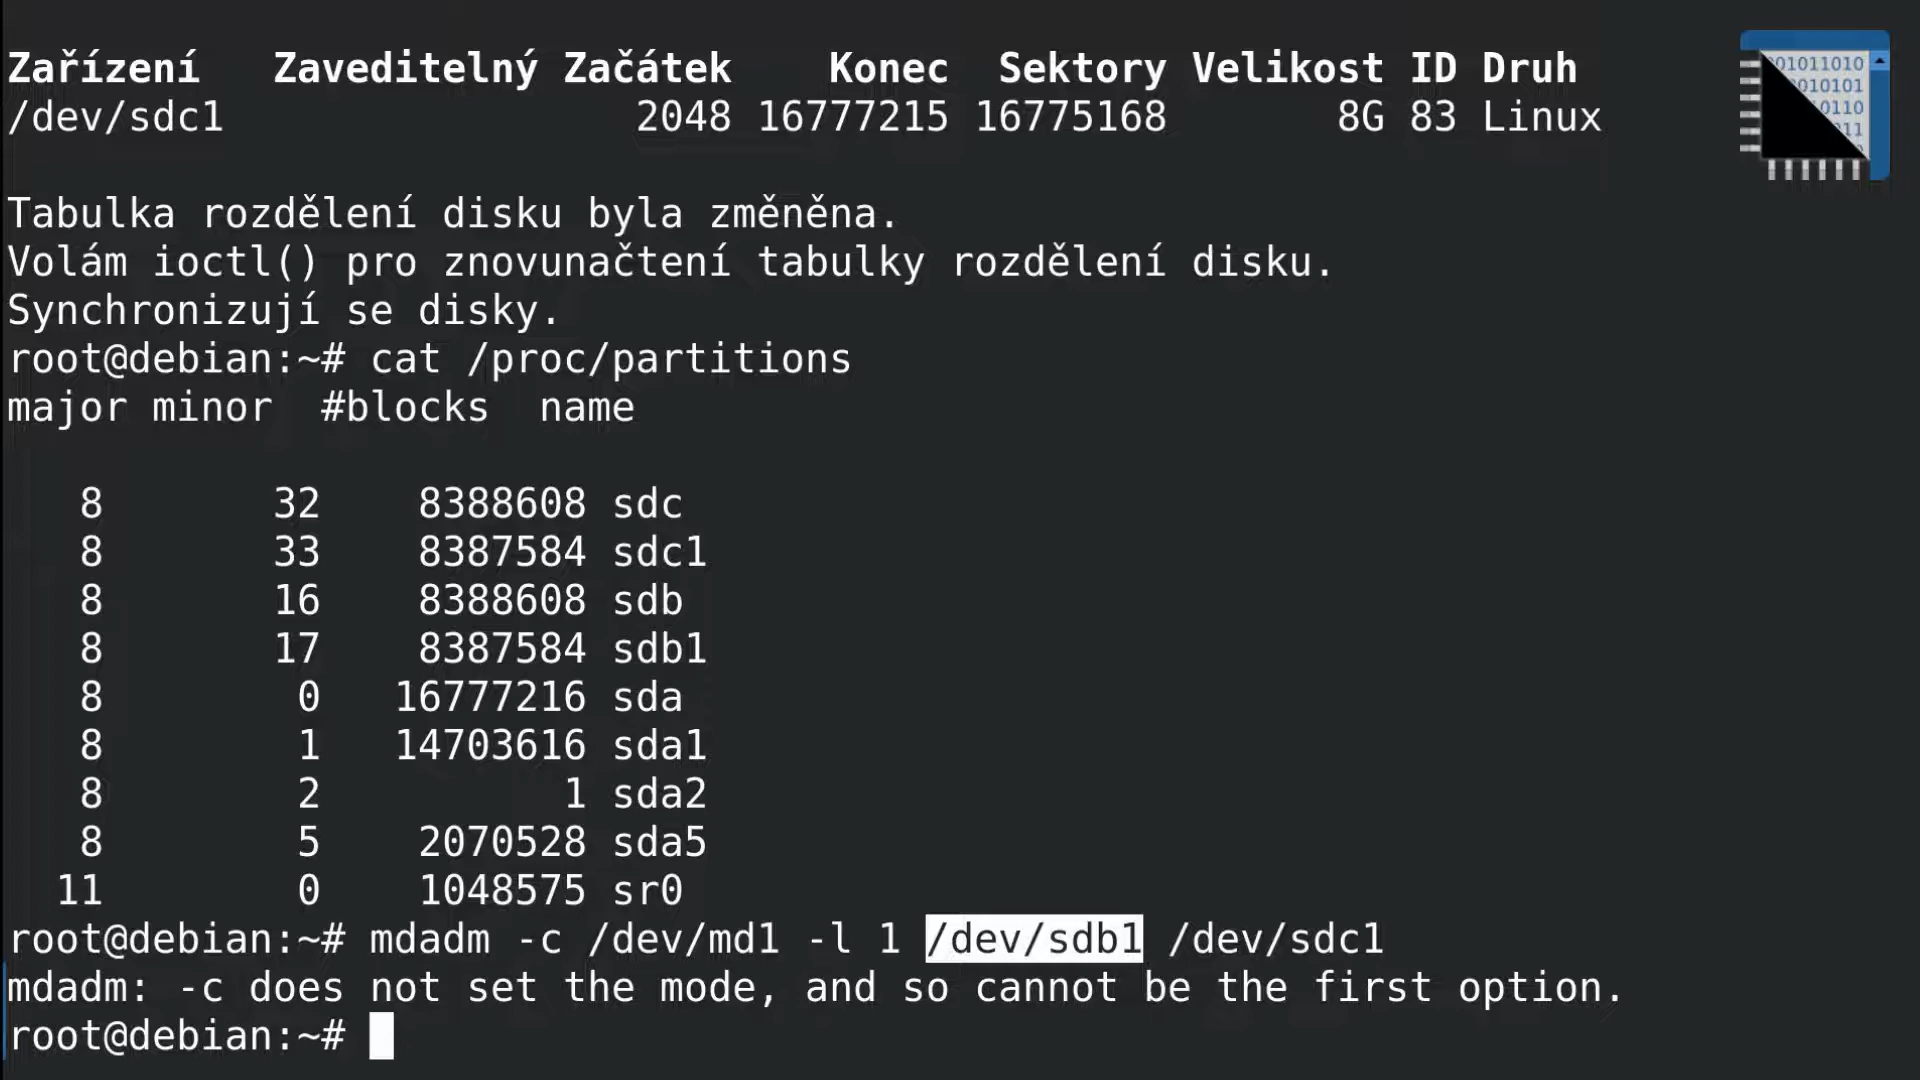 Zařízení   Zaveditelný Začátek    Konec  Sektory Velikost ID Druh
/dev/sdc1                 2048 16777215 16775168       8G 83 Linux
Tabulka rozdělení disku byla změněna.
Volám ioctl() pro znovunačtení tabulky rozdělení disku.
Synchronizují se disky.
root@debian:~# cat /proc/partitions
major minor  #blocks  name
   8       32    8388608 sdc
   8       33    8387584 sdc1
   8       16    8388608 sdb
   8       17    8387584 sdb1
   8        0   16777216 sda
   8        1   14703616 sda1
   8        2          1 sda2
   8        5    2070528 sda5
  11        0    1048575 sr0
root@debian:~# mdadm -c /dev/md1 -l 1 /dev/sdb1 /dev/sdc1
mdadm: -c does not set the mode, and so cannot be the first option.
root@debian:~#